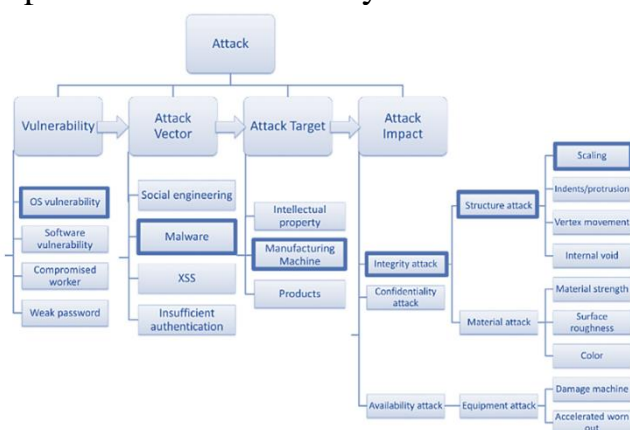 Attack
Vulnerability
Attack
Vector
Attack Target
Attack
Impact
OS vulnerability
Software
vulnerability
Compromised
worker
Weak password
Social engineering
Malware
XSS
Insufficient
authentication
Intellectual
property
Manufacturing
Machine
Products
Integrity attack
Confidentiality
attack
Availability attack
Structure attack
Material attack
Equipment attack
Scaling
Indents/protrusion
Vertex movement
Internal void
Material strength
Surface
roughness
Color
Damage machine
Accelerated worn
out